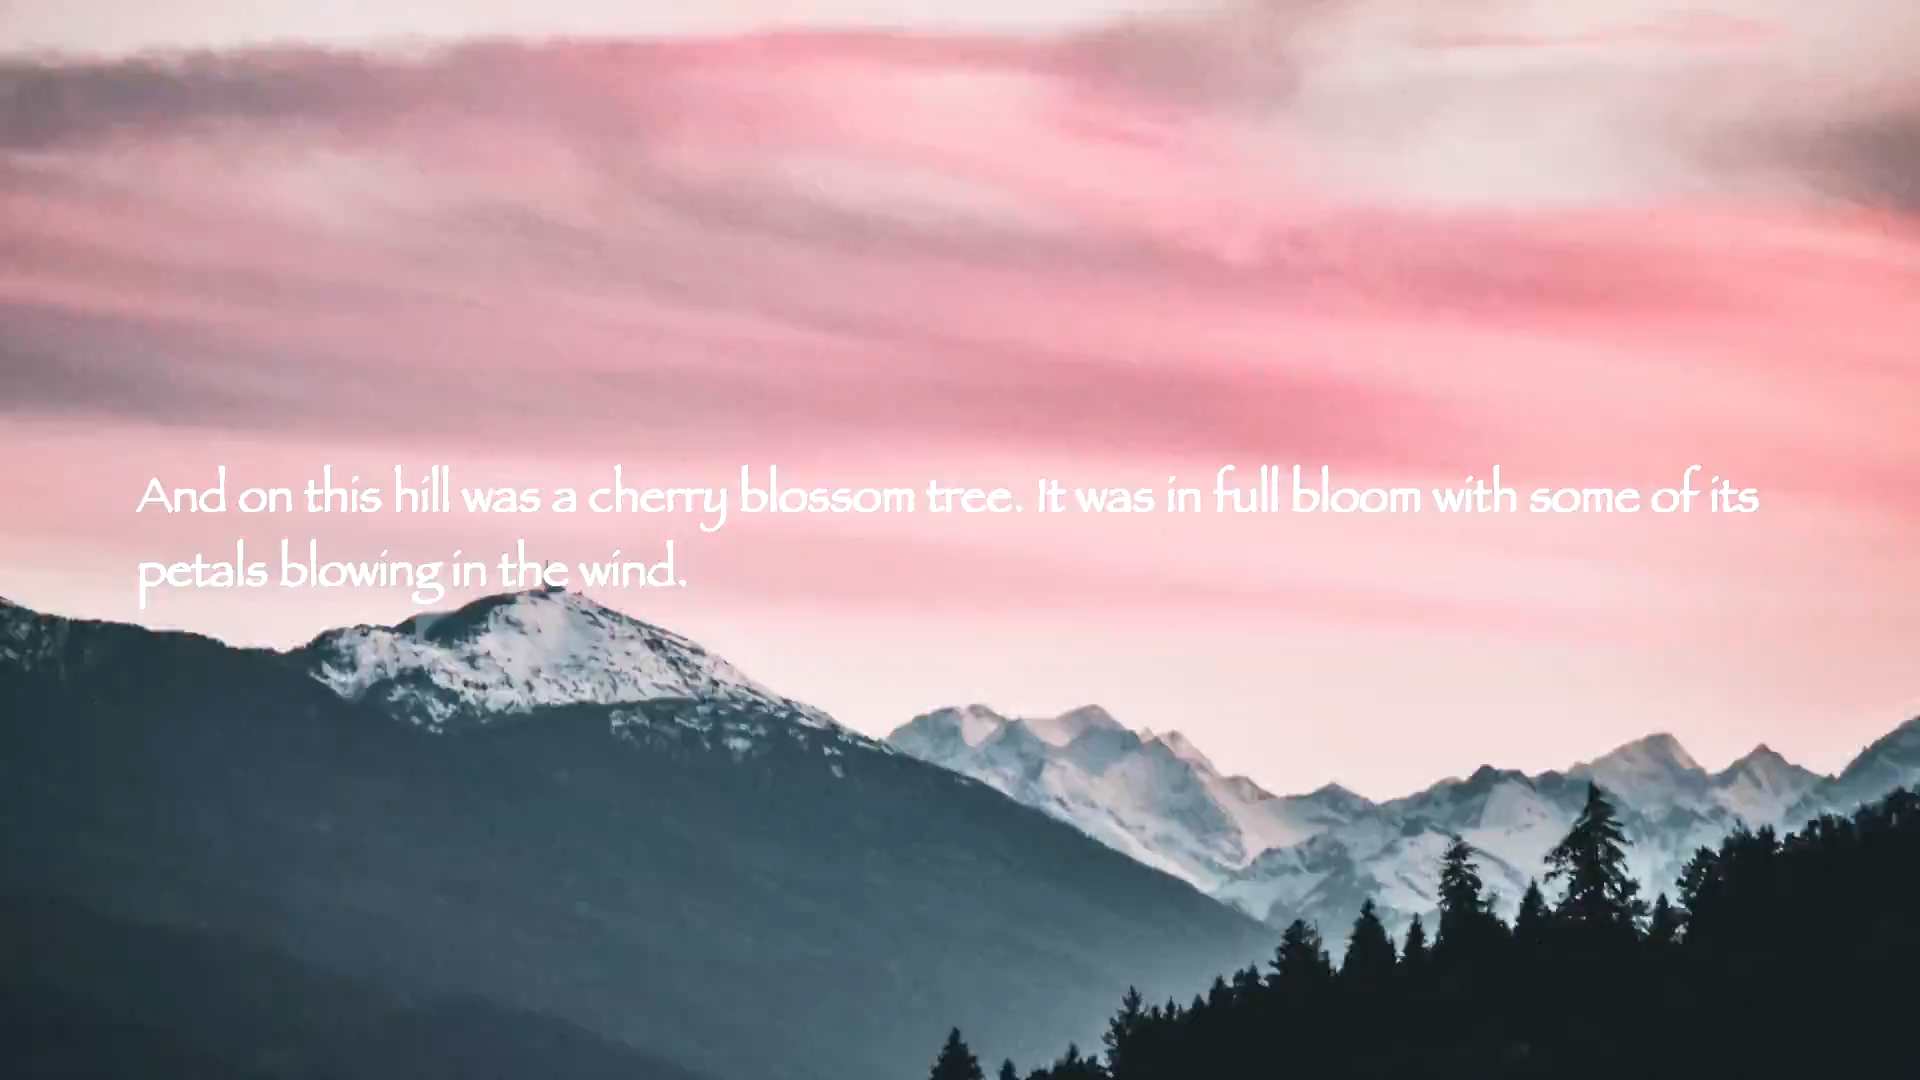 And on this hill was a cherry blossom tree. It was in full bloom with some of its
petals blowing in the wind.